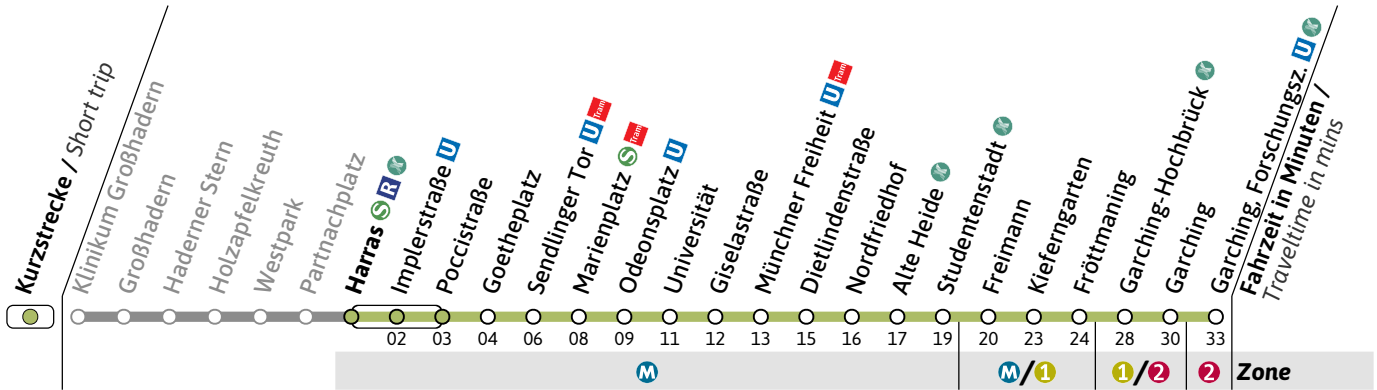 Kurzstrecke / Short trip
Klinikum Großhadern
Großhadern
Haderner Stern
Holzapfelkreuth
Westpark
Partnachplatz
Harras S R X
Implerstraße U
Poccistraße
Goetheplatz
Sendlinger Tor U Tram
Marienplatz S Tram
Odeonsplatz U
Universität
Giselastraße
Münchner Freiheit U Tram
Dietlindenstraße
Nordfriedhof
Alte Heide X
Studentenstadt X
Freimann
Kieferngarten
Fröttmaning
Garching-Hochbrück X
Garching
Garching, Forschungsz. U X
Fahrzeit in Minuten /
Traveltime in mins
02 03 04 06 08 09 11 12 13 15 16 17 19 20 23 24 28 30 33
M M/1 1/2 2 Zone